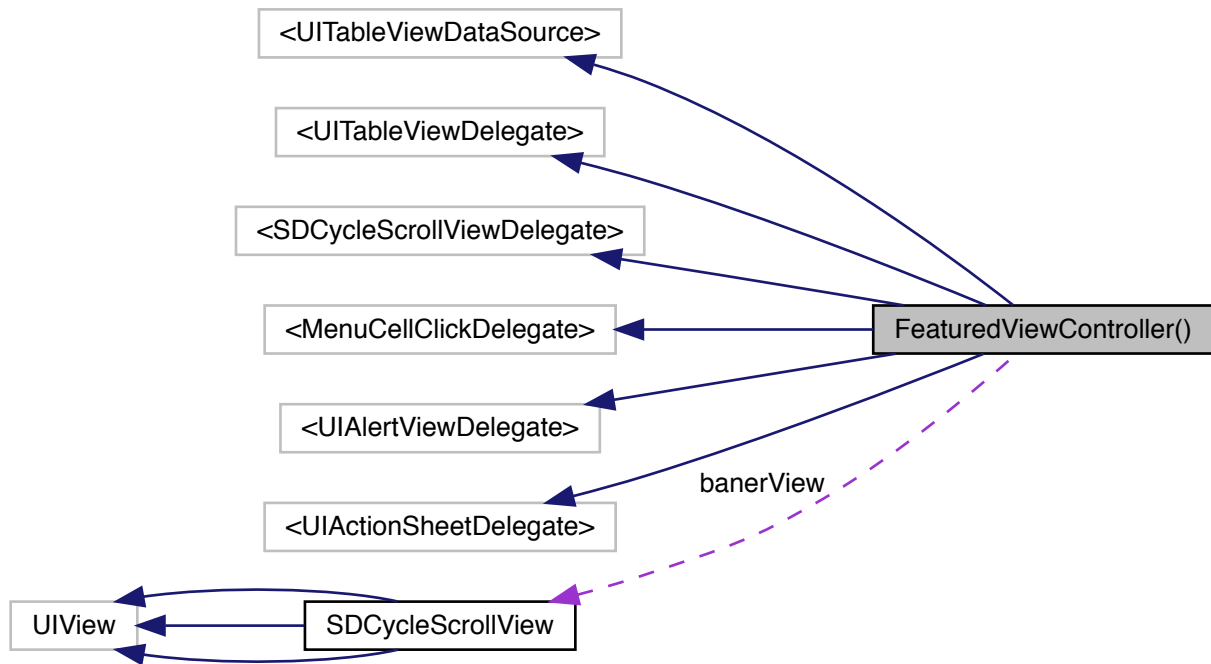 <UITableViewDataSource>
<UITableViewDelegate>
<SDCycleScrollViewDelegate>
<MenuCellClickDelegate>
FeaturedViewController()
<UIAlertViewDelegate>
banerView
<UIActionSheetDelegate>
UIView
SDCycleScrollView